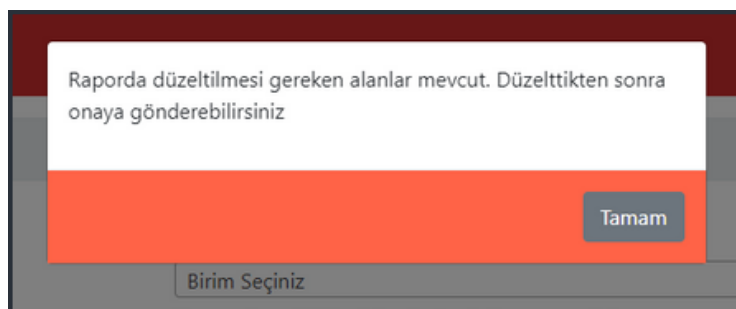 Raporda düzeltilmesi gereken alanlar mevcut. Düzelttikten sonra
onaya gönderebilirsiniz
Tamam
Birim Seçiniz